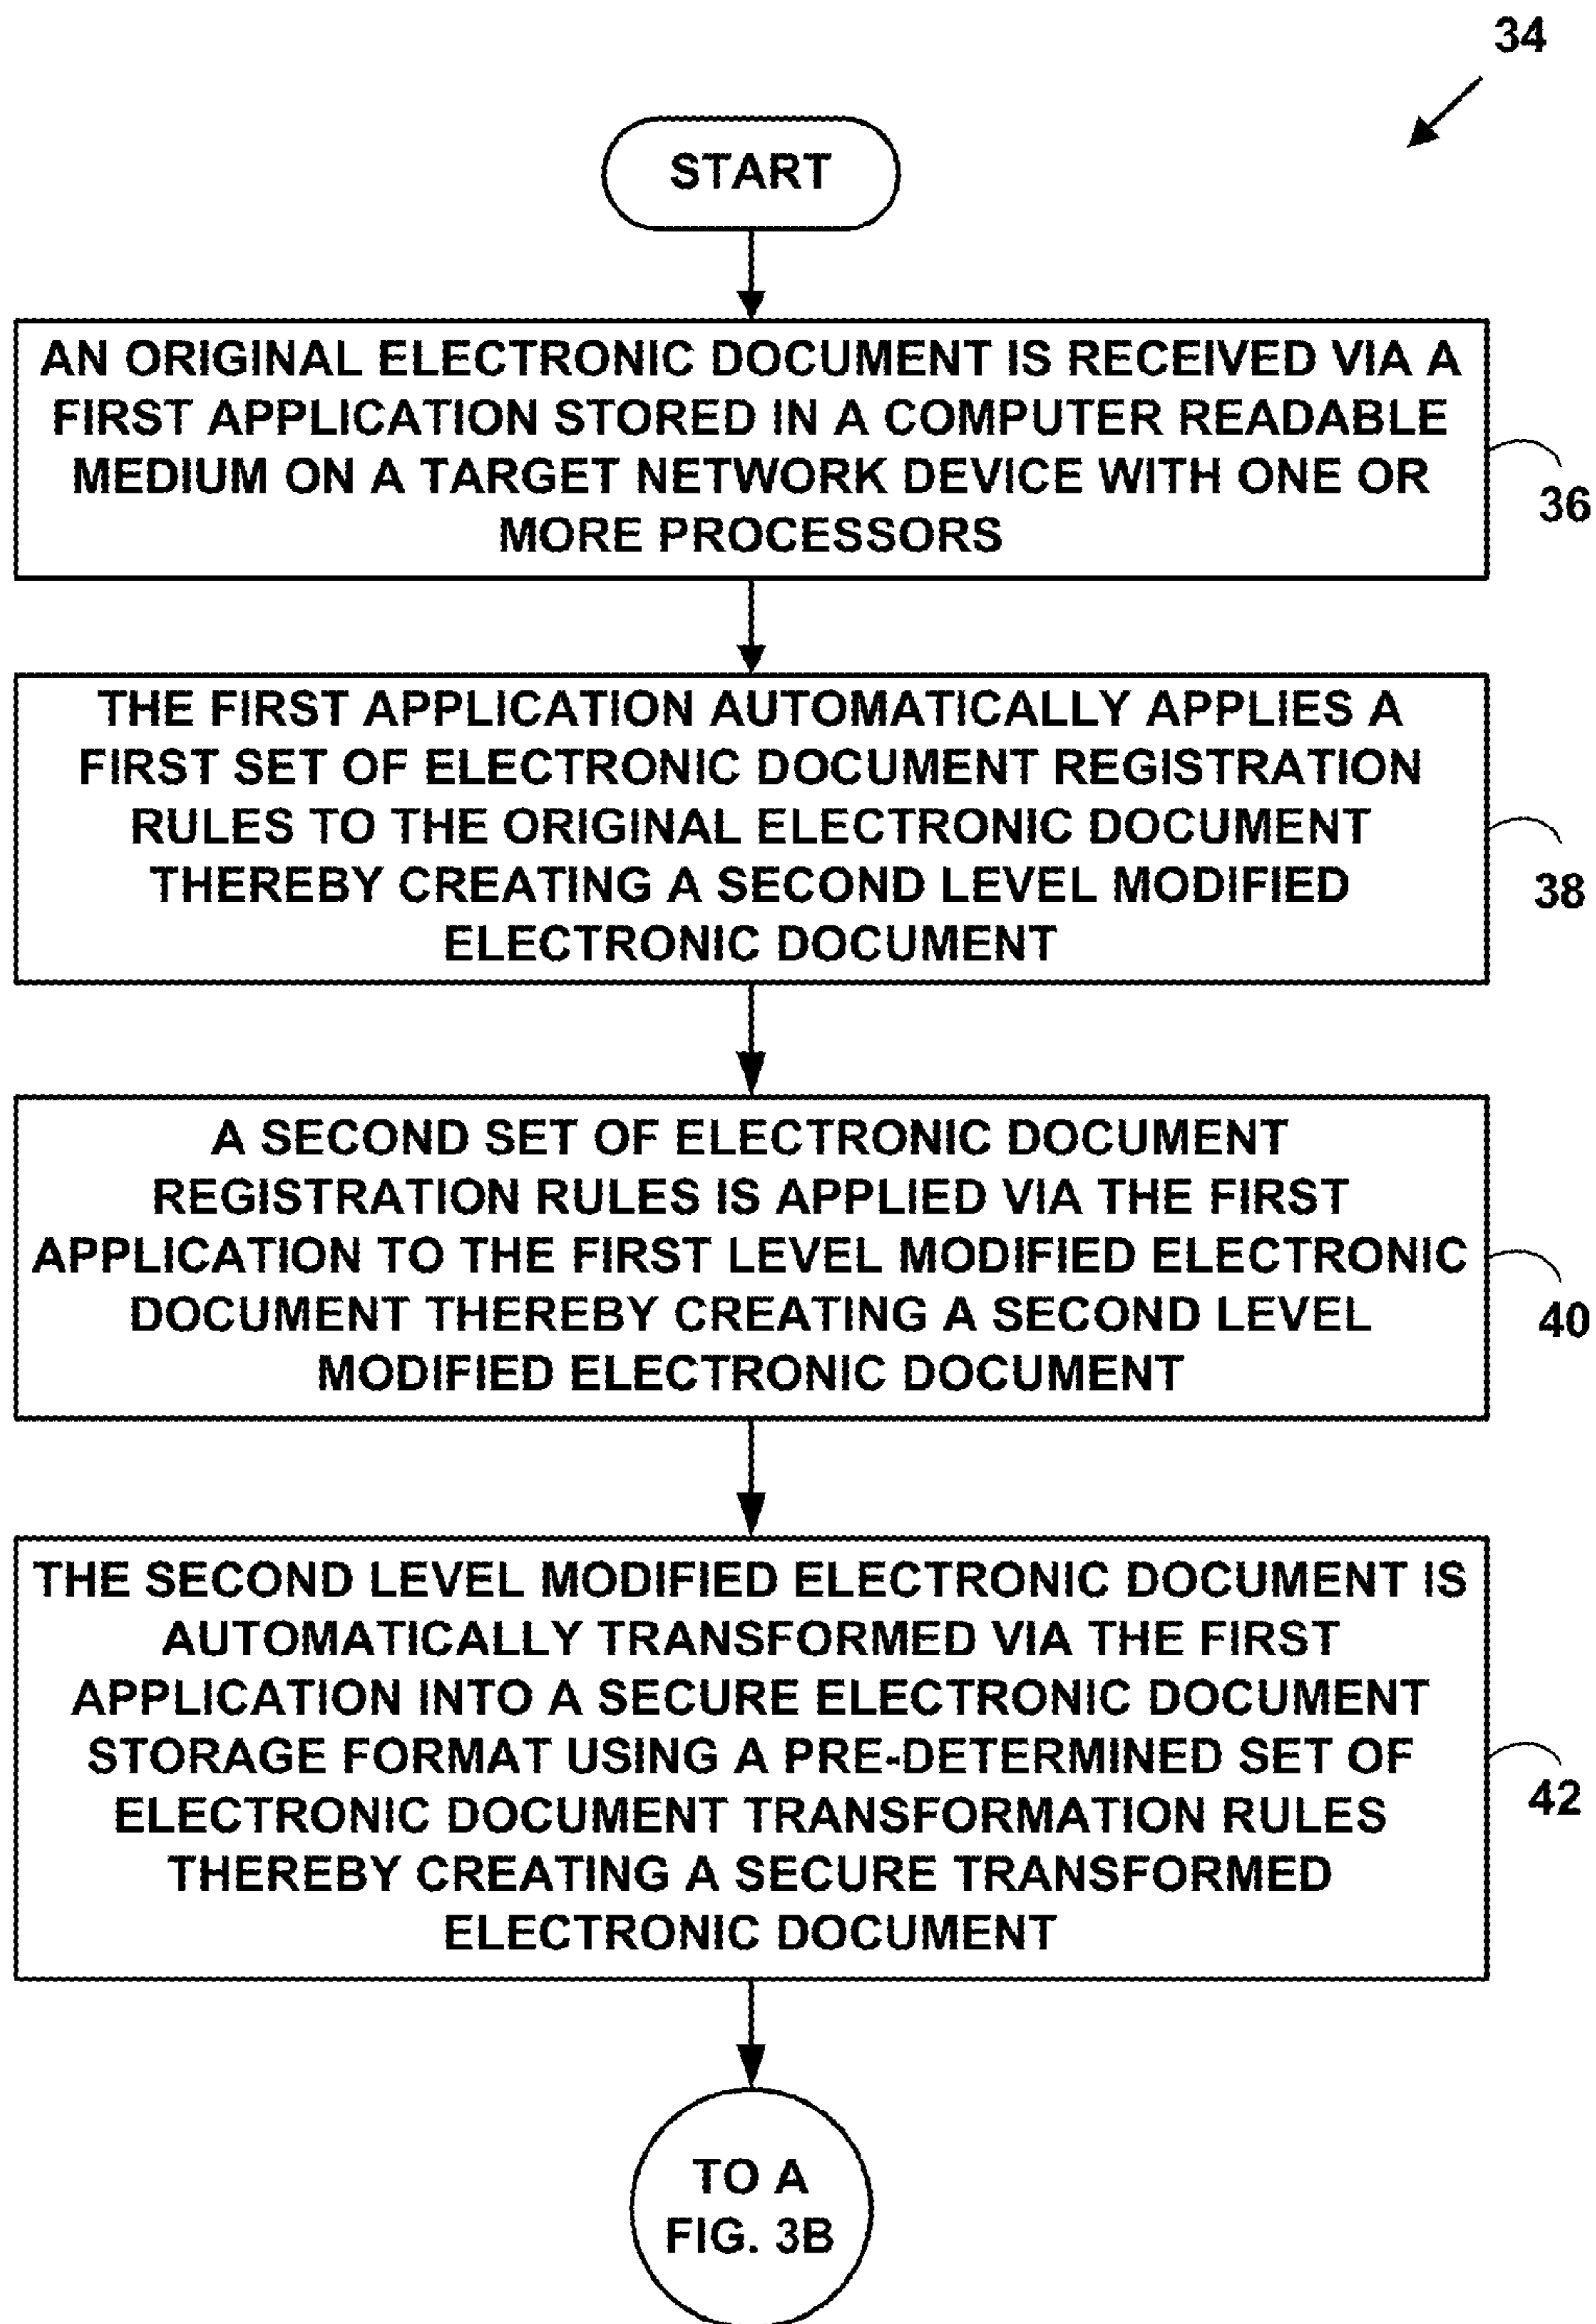 34
START
AN ORIGINAL ELECTRONIC DOCUMENT IS RECEIVED VIA A
FIRST APPLICATION STORED IN A COMPUTER READABLE
MEDIUM ON A TARGET NETWORK DEVICE WITH ONE OR
MORE PROCESSORS
36
THE FIRST APPLICATION AUTOMATICALLY APPLIES A
FIRST SET OF ELECTRONIC DOCUMENT REGISTRATION
RULES TO THE ORIGINAL ELECTRONIC DOCUMENT
THEREBY CREATING A SECOND LEVEL MODIFIED
ELECTRONIC DOCUMENT
38
A SECOND SET OF ELECTRONIC DOCUMENT
REGISTRATION RULES IS APPLIED VIA THE FIRST
APPLICATION TO THE FIRST LEVEL MODIFIED ELECTRONIC
DOCUMENT THEREBY CREATING A SECOND LEVEL
MODIFIED ELECTRONIC DOCUMENT
40
THE SECOND LEVEL MODIFIED ELECTRONIC DOCUMENT IS
AUTOMATICALLY TRANSFORMED VIA THE FIRST
APPLICATION INTO A SECURE ELECTRONIC DOCUMENT
STORAGE FORMAT USING A PRE-DETERMINED SET OF
ELECTRONIC DOCUMENT TRANSFORMATION RULES
THEREBY CREATING A SECURE TRANSFORMED
ELECTRONIC DOCUMENT
42
TO A
FIG. 3B